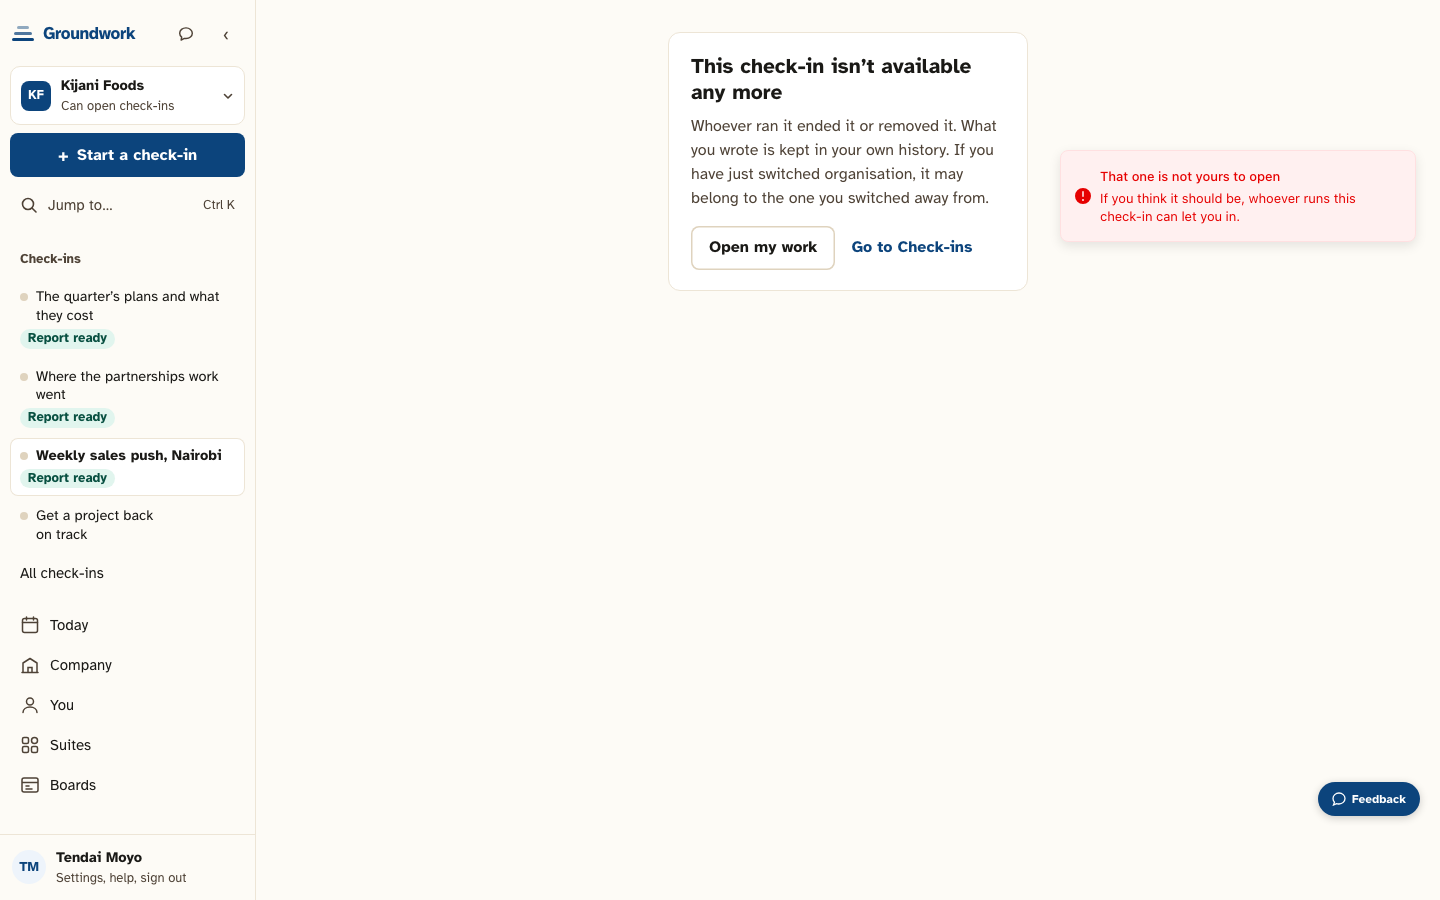 Groundwork
KF
Kijani Foods
Can open check-ins
+ Start a check-in
Jump to...
Ctrl K
Check-ins
The quarter's plans and what
they cost
Report ready
Where the partnerships work
went
Report ready
Weekly sales push, Nairobi
Report ready
Get a project back
on track
All check-ins
Today
Company
You
Suites
Boards
TM
Tendai Moyo
Settings, help, sign out
This check-in isn't available
any more
Whoever ran it ended it or removed it. What
you wrote is kept in your own history. If you
have just switched organisation, it may
belong to the one you switched away from.
Open my work
Go to Check-ins
That one is not yours to open
If you think it should be, whoever runs this
check-in can let you in.
Feedback